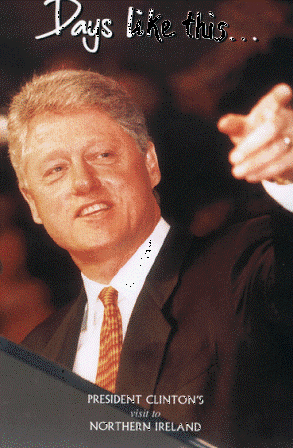 Days like this...
PRESIDENT CLINTON'S
visit to
NORTHERN IRELAND